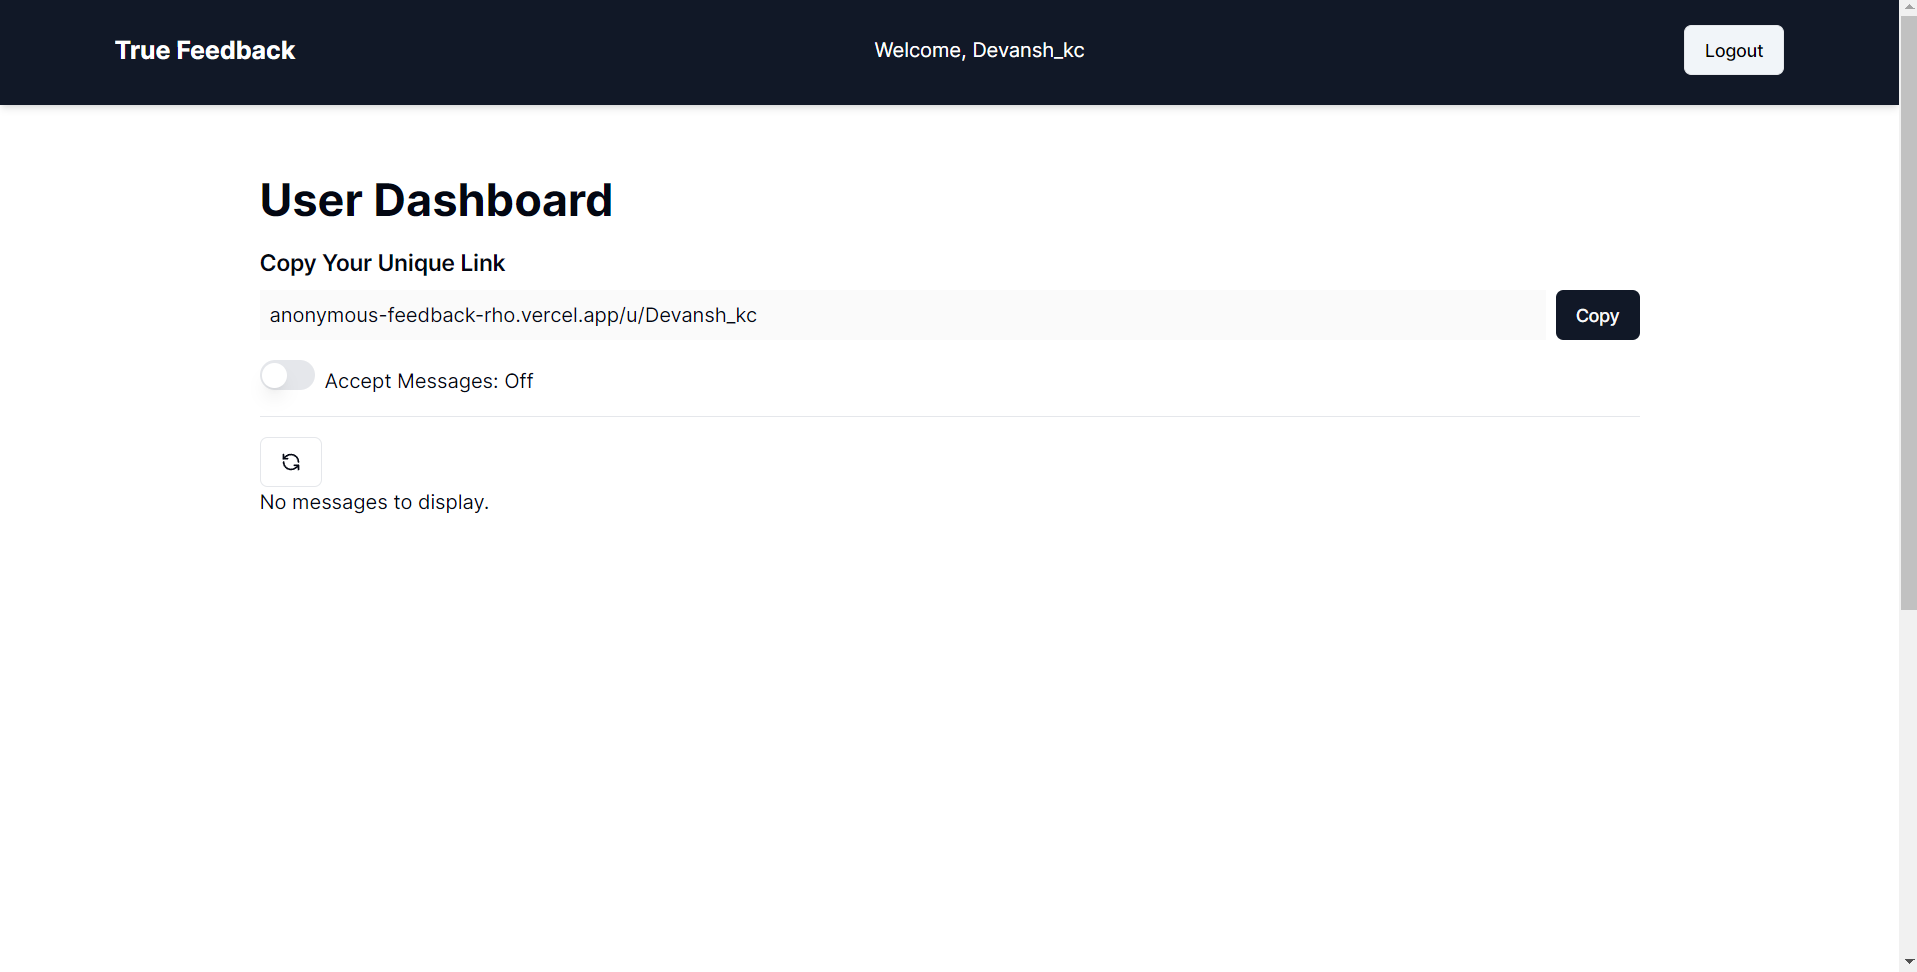 True Feedback
Welcome, Devansh_kc
Logout
User Dashboard
Copy Your Unique Link
anonymous-feedback-rho.vercel.app/u/Devansh_kc
Copy
Accept Messages: Off
No messages to display.